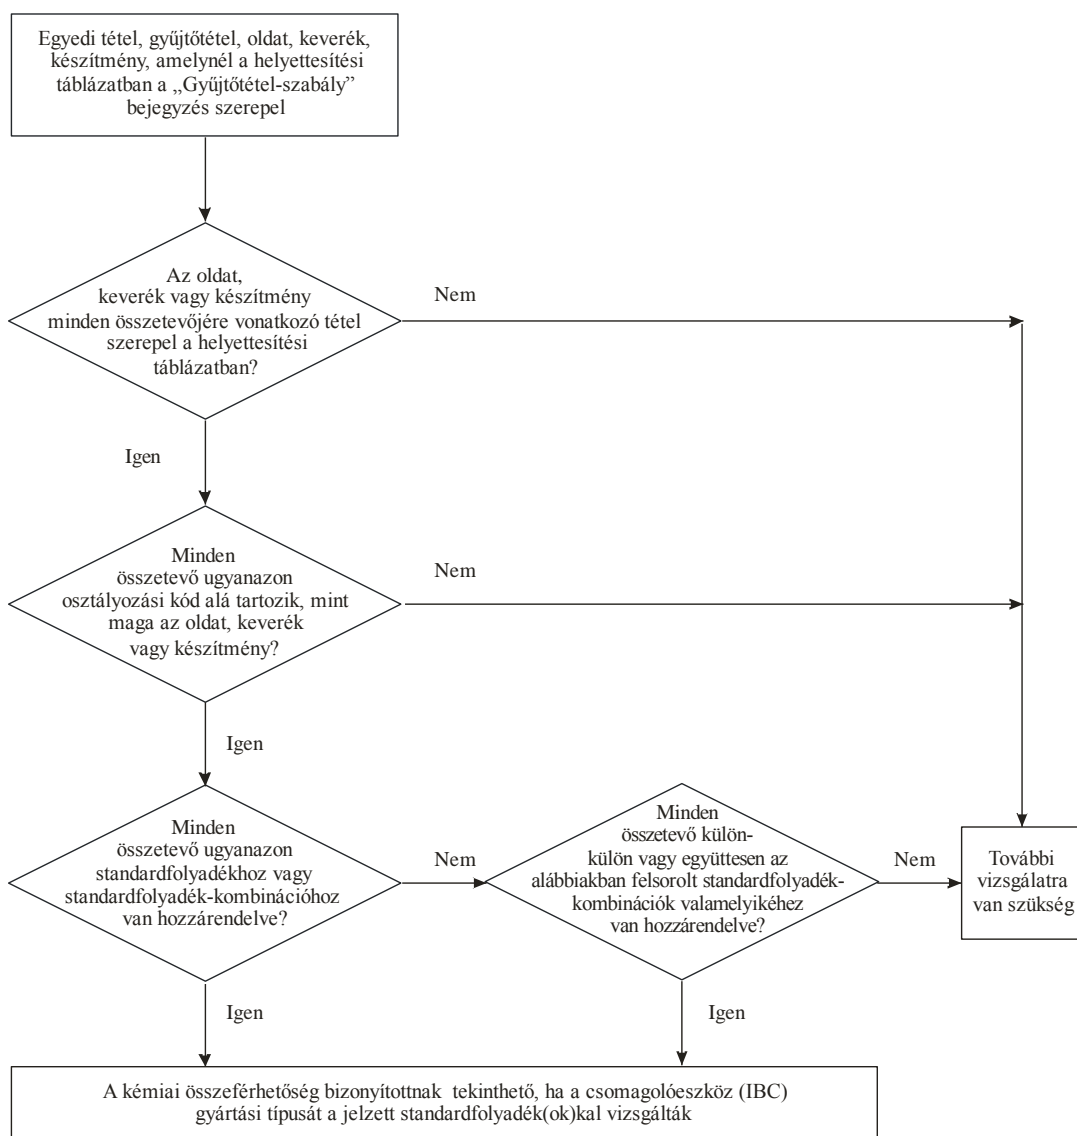 Egyedi tétel, gyűjtőtétel, oldat, keverék,
készítmény, amelynél a helyettesítési
táblázatban a „Gyűjtőtétel-szabály”
bejegyzés szerepel
Az oldat,
keverék vagy készítmény
minden összetevőjére vonatkozó tétel
szerepel a helyettesítési
táblázatban?
Nem
Igen
Minden
összetevő ugyanazon
osztályozási kód alá tartozik, mint
maga az oldat, keverék
vagy készítmény?
Nem
Igen
Minden
összetevő ugyanazon
standardfolyadékhoz vagy
standardfolyadék-kombinációhoz
van hozzárendelve?
Nem
Minden
összetevő külön-
külön vagy együttesen az
alábbiakban felsorolt standardfolyadék-
kombinációk valamelyikéhez
van hozzárendelve?
Nem
További
vizsgálatra
van szükség
Igen
Igen
A kémiai összeférhetőség bizonyítottnak tekinthető, ha a csomagolóeszköz (IBC)
gyártási típusát a jelzett standardfolyadék(ok)kal vizsgálták